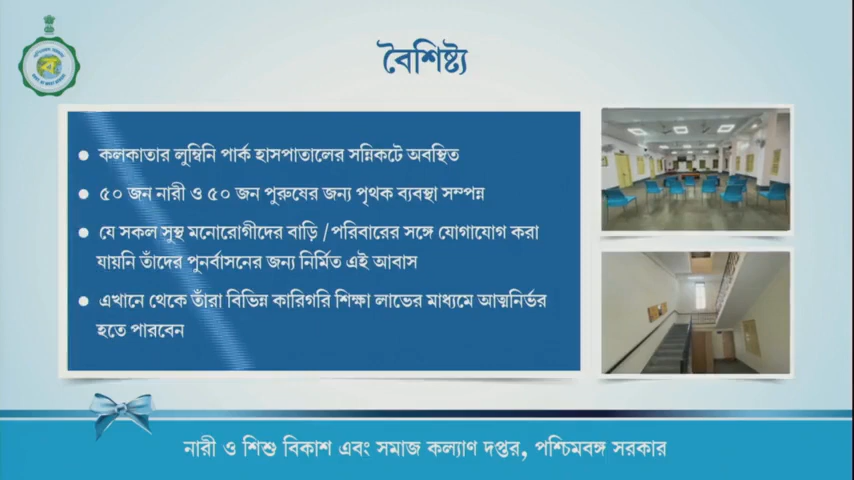 বৈশিষ্ট্য
কলকাতার লুম্বিনি পার্ক হাসপাতালের সন্নিকটে অবস্থিত
৫০ জন নারী ও ৫০ জন পুরুষের জন্য পৃথক ব্যবস্থা সম্পন্ন
যে সকল সুস্থ মনোরোগীদের বাড়ি/পরিবারের সঙ্গে যোগাযোগ করা
যায়নি তাঁদের পুনর্বাসনের জন্য নির্মিত এই আবাস
এখানে থেকে তাঁরা বিভিন্ন কারিগরি শিক্ষা লাভের মাধ্যমে আত্মনির্ভর
হতে পারবেন
নারী ও শিশু বিকাশ এবং সমাজ কল্যাণ দপ্তর, পশ্চিমবঙ্গ সরকার